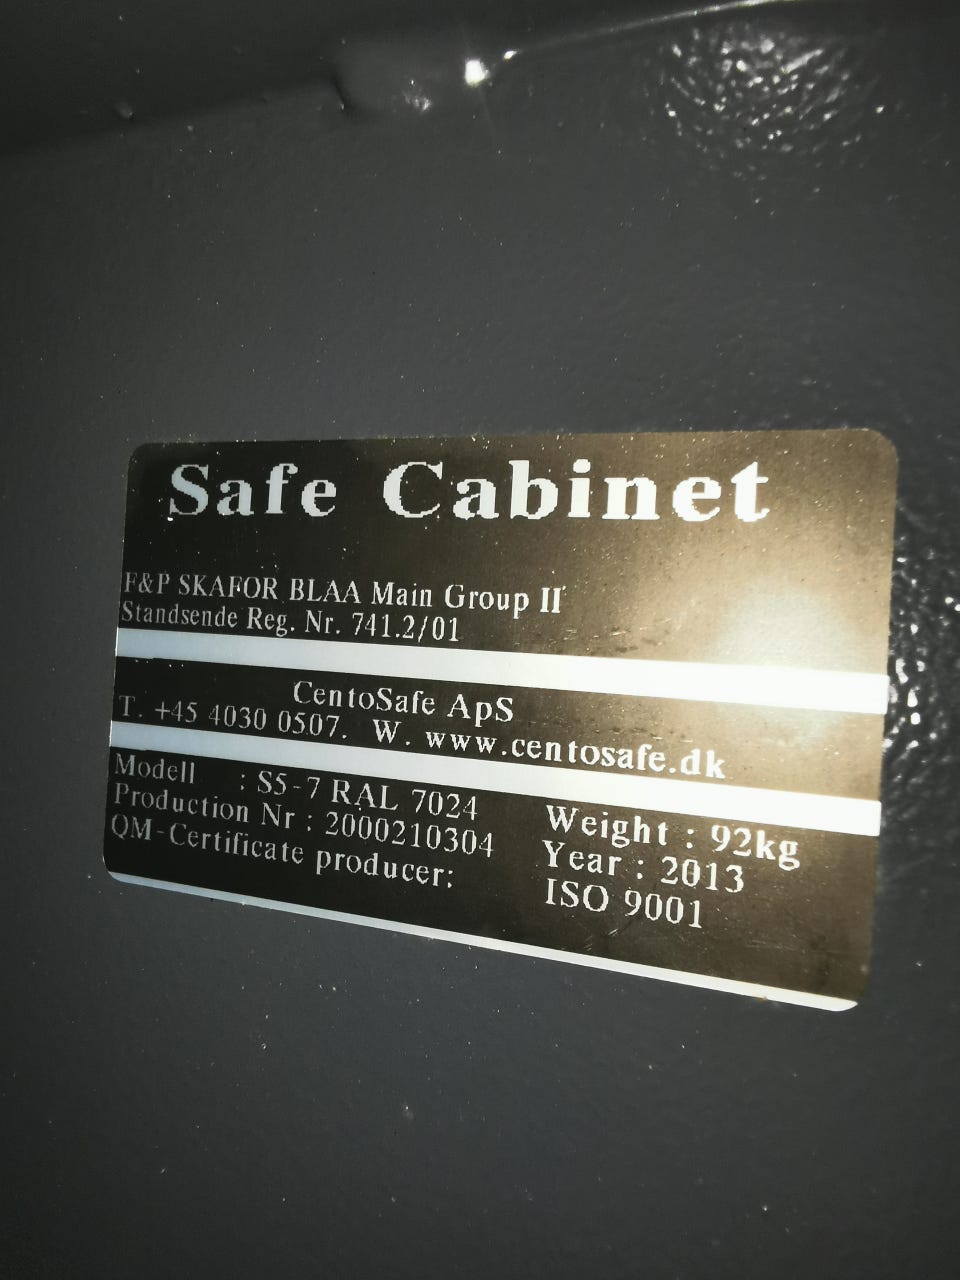 Safe Cabinet
F&P SKAFOR BLAA Main Group II
Standsende Reg. Nr. 741.2/01
CentoSafe ApS
T. +45 4030 0507. W. www.centosafe.dk
Modell : S5-7 RAL 7024
Production Nr : 2000210304
QM-Certificate producer:
Weight : 92kg
Year : 2013
ISO 9001